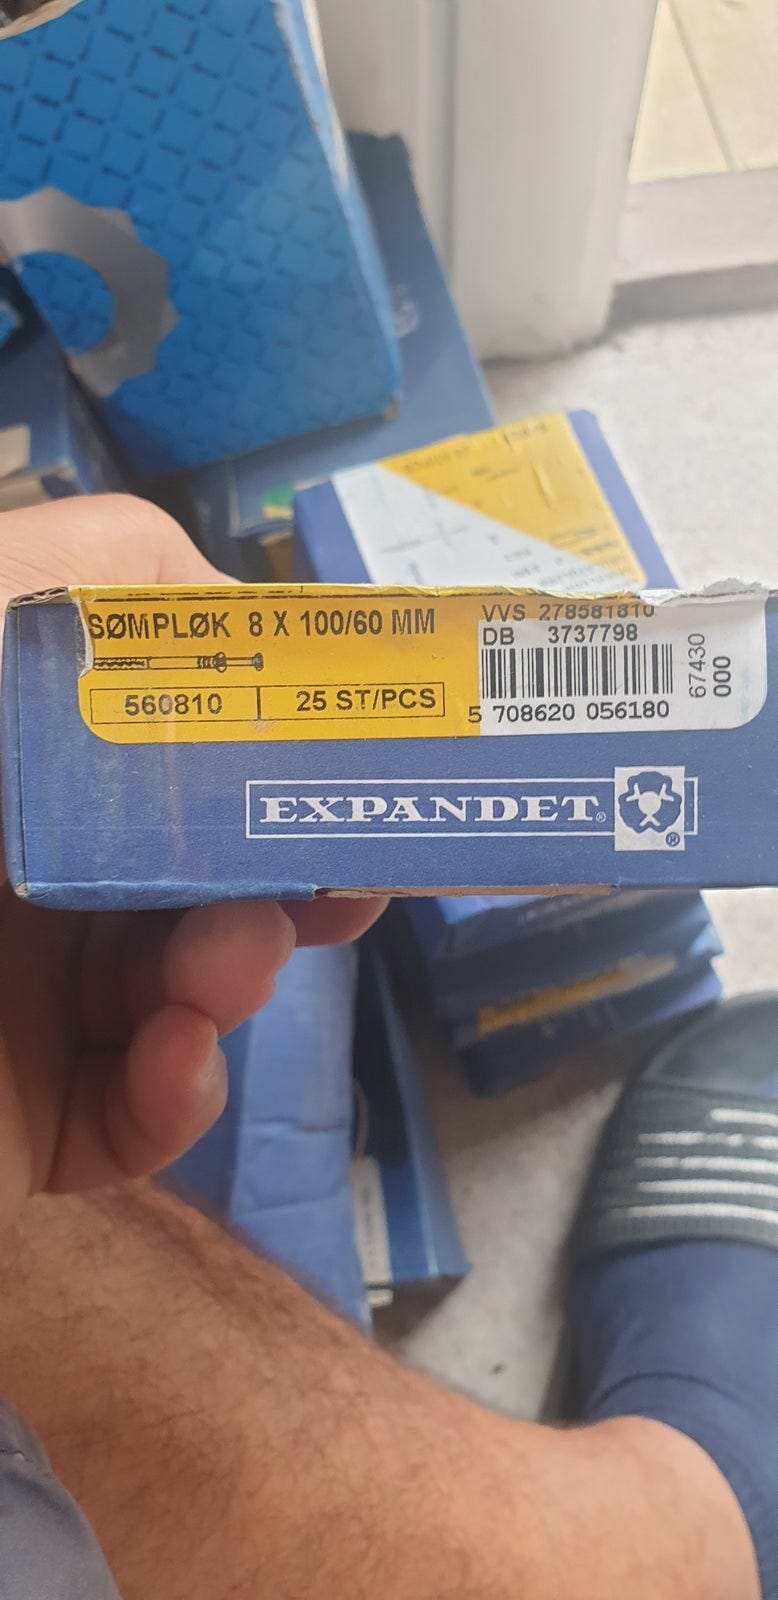 SØMPLØK 8 X 100/60 MM
560810
25 ST/PCS
VVS 278581810
DB 3737798
5 708620 056180
67430
000
EXPANDET®